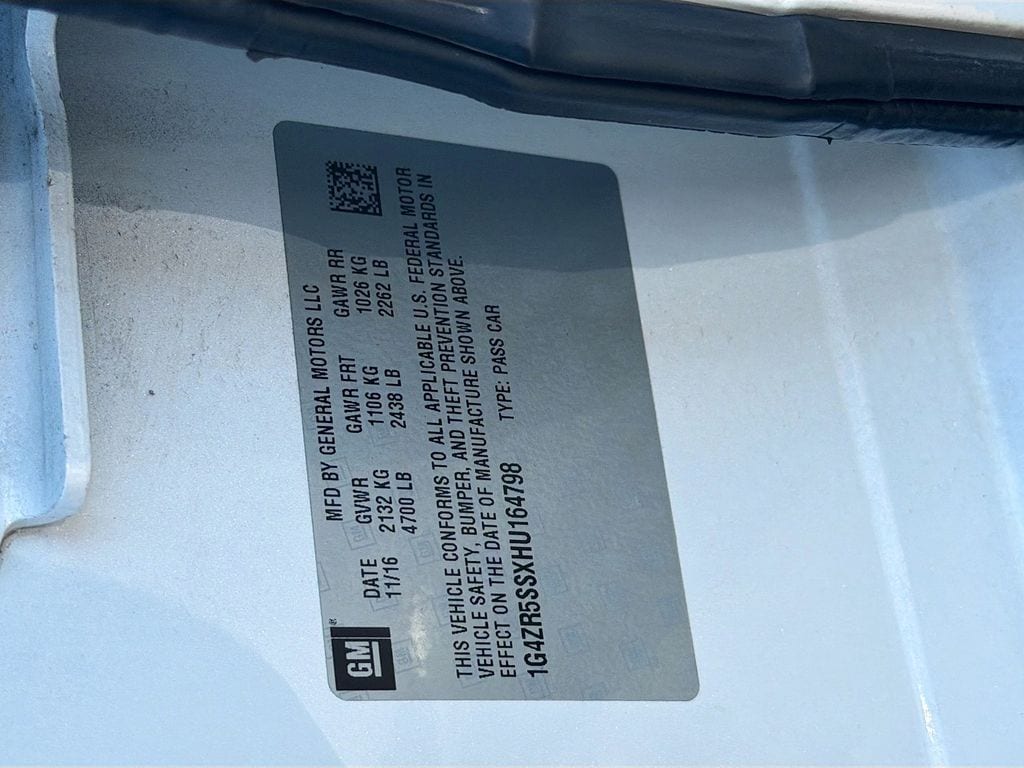 GM®
MFD BY GENERAL MOTORS LLC
DATE GVWR GAWR FRT GAWR RR
11/16 2132 KG 1106 KG 1026 KG
4700 LB 2438 LB 2262 LB
THIS VEHICLE CONFORMS TO ALL APPLICABLE U.S. FEDERAL MOTOR
VEHICLE SAFETY, BUMPER, AND THEFT PREVENTION STANDARDS IN
EFFECT ON THE DATE OF MANUFACTURE SHOWN ABOVE.
1G4ZR5SSXHU164798 TYPE: PASS CAR